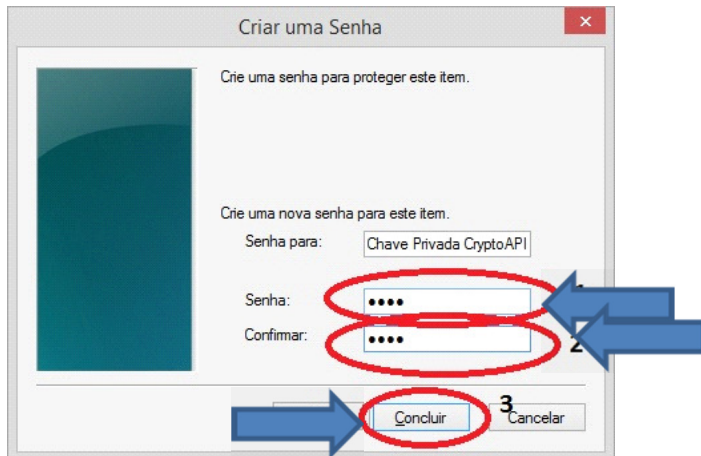 Criar uma Senha
Crie uma senha para proteger este item.
Crie uma nova senha para este item.
Senha para: Chave Privada CryptoAPI
Senha: ••••
Confirmar: ••••
2
3
Concluir Cancelar